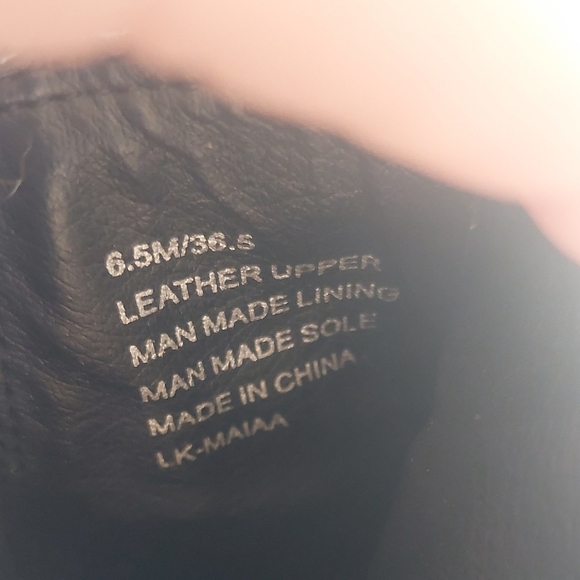 6.5M/36.5
LEATHER UPPER
MAN MADE LINING
MAN MADE SOLE
MADE IN CHINA
LK-MAIAA